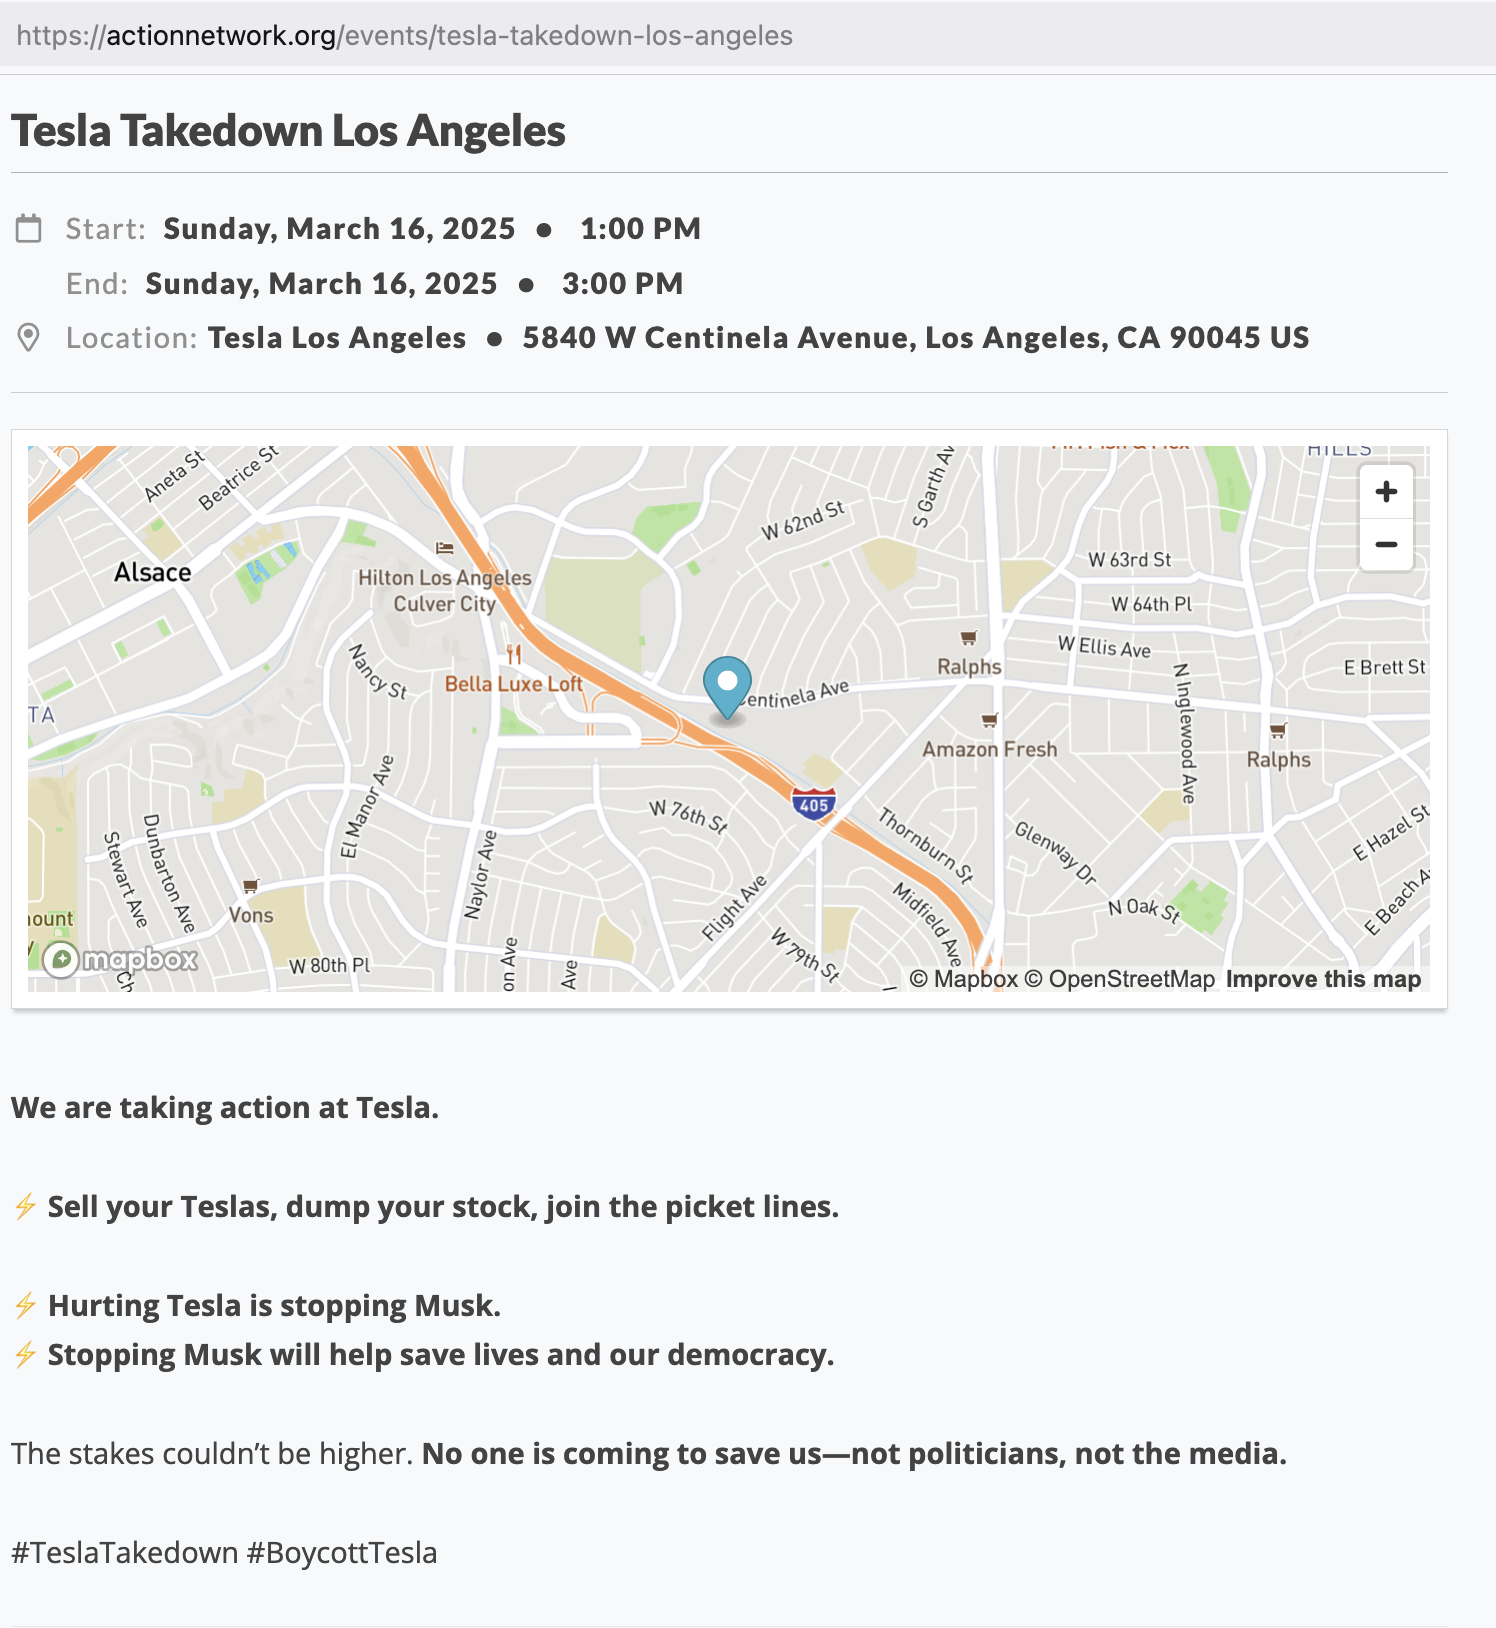 https://actionnetwork.org/events/tesla-takedown-los-angeles
Tesla Takedown Los Angeles
Start: Sunday, March 16, 2025 ● 1:00 PM
End: Sunday, March 16, 2025 ● 3:00 PM
Location: Tesla Los Angeles ● 5840 W Centinela Avenue, Los Angeles, CA 90045 US
Aneta St
Beatrice St
S Garth Av
HILLS
+
W 62nd St
−
Alsace
W 63rd St
Hilton Los Angeles
Culver City
W 64th Pl
W Ellis Ave
Ralphs
E Brett St
Nancy St
Bella Luxe Loft
entinela Ave
N Inglewood Ave
TA
Amazon Fresh
Ralphs
El Manor Ave
405
W 76th St
Thornburn St
Glenway Dr
E Hazel St
Stewart Ave
Dunbarton Ave
Naylor Ave
Flight Ave
Midfield Ave
N Oak St
E Beach A
ount
Vons
W 79th St
mapbox
W 80th Pl
on Ave
Ave
Ch
© Mapbox © OpenStreetMap Improve this map
We are taking action at Tesla.
⚡ Sell your Teslas, dump your stock, join the picket lines.
⚡ Hurting Tesla is stopping Musk.
⚡ Stopping Musk will help save lives and our democracy.
The stakes couldn’t be higher. No one is coming to save us—not politicians, not the media.
#TeslaTakedown #BoycottTesla